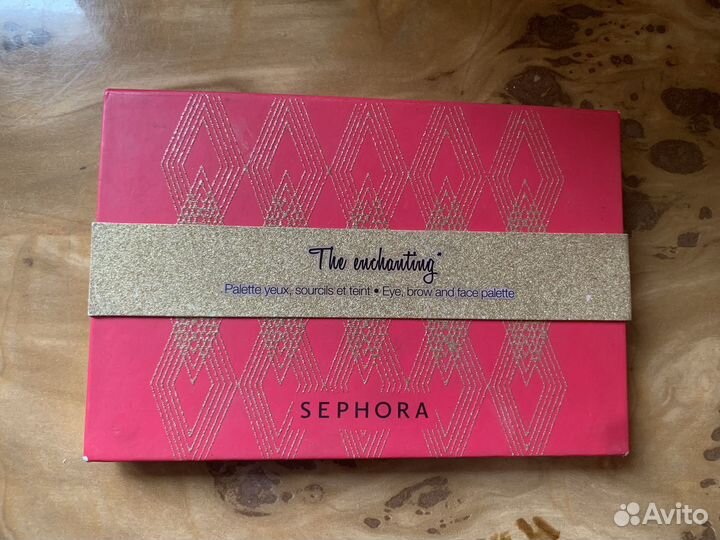 The enchanting*
Palette yeux, sourcils et teint • Eye, brow and face palette
SEPHORA
Avito